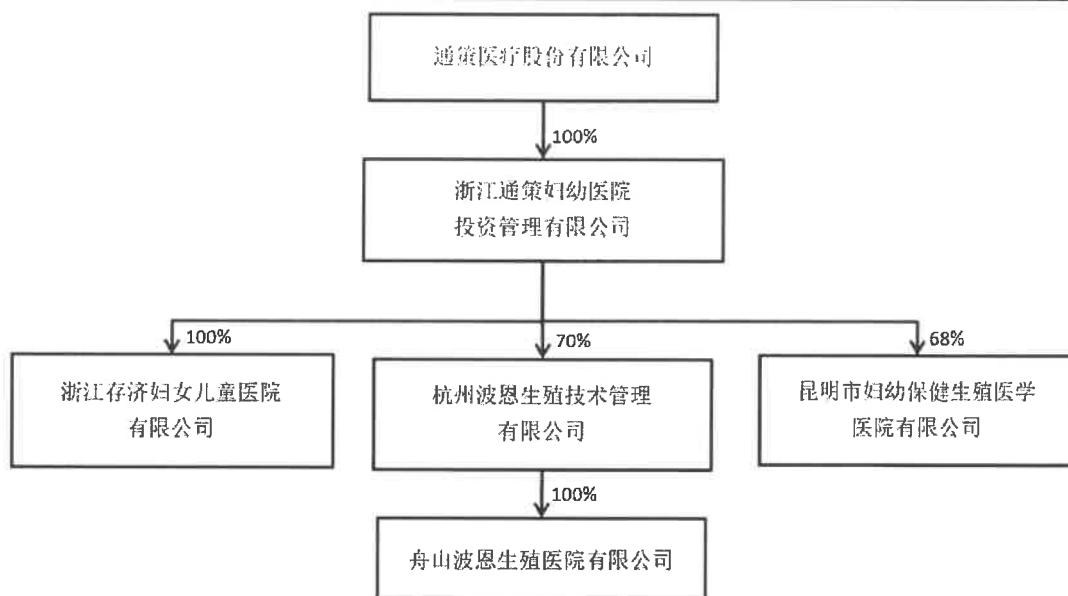 通策医疗股份有限公司
100%
浙江通策妇幼医院
投资管理有限公司
100%
70%
68%
浙江存济妇女儿童医院
有限公司
杭州波恩生殖技术管理
有限公司
昆明市妇幼保健生殖医学
医院有限公司
100%
舟山波恩生殖医院有限公司